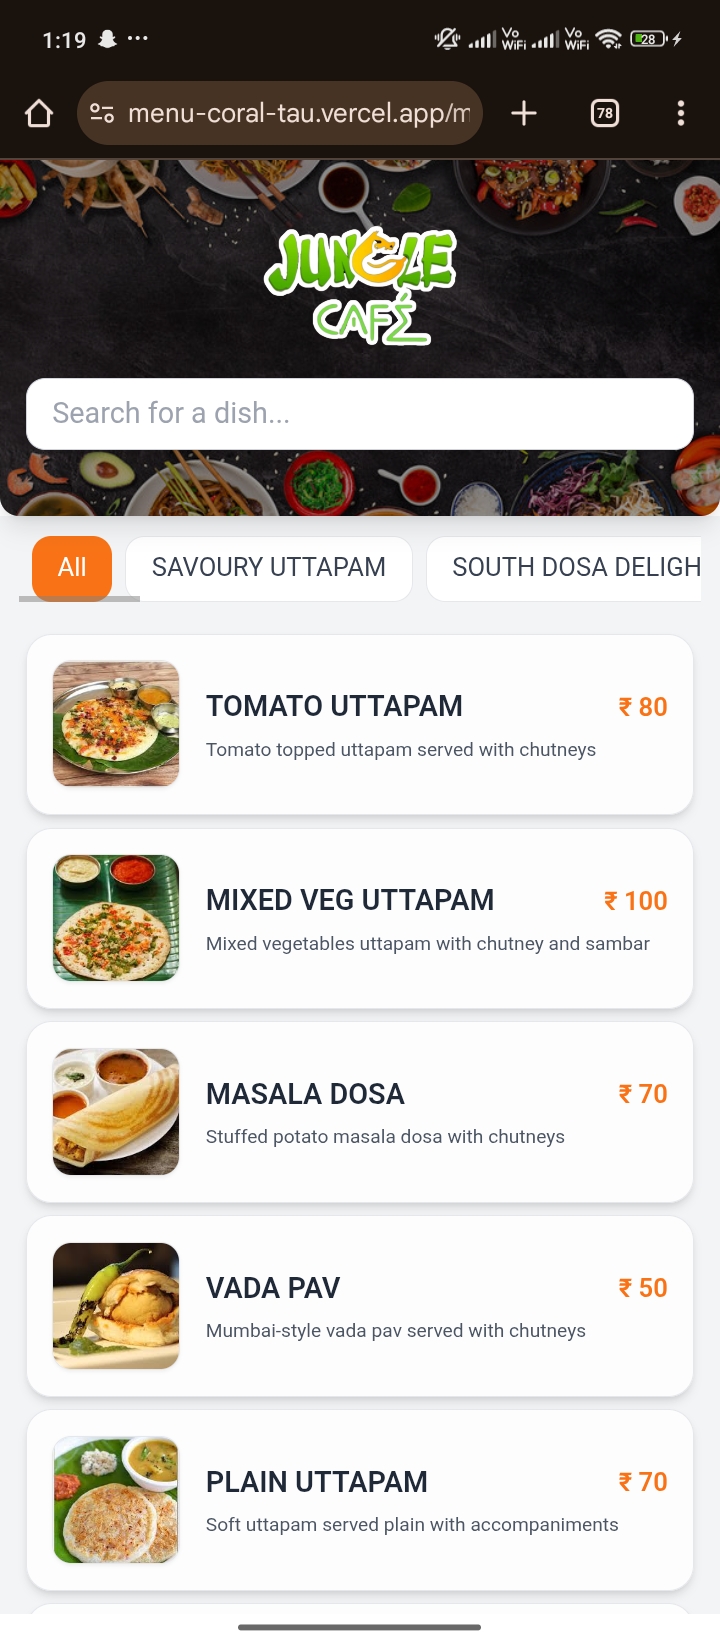 1:19
Vo WiFi
Vo WiFi
28
menu-coral-tau.vercel.app/m
78
JUNGLE
CAFÉ
Search for a dish...
All
SAVOURY UTTAPAM
SOUTH DOSA DELIGH
TOMATO UTTAPAM
₹ 80
Tomato topped uttapam served with chutneys
MIXED VEG UTTAPAM
₹ 100
Mixed vegetables uttapam with chutney and sambar
MASALA DOSA
₹ 70
Stuffed potato masala dosa with chutneys
VADA PAV
₹ 50
Mumbai-style vada pav served with chutneys
PLAIN UTTAPAM
₹ 70
Soft uttapam served plain with accompaniments